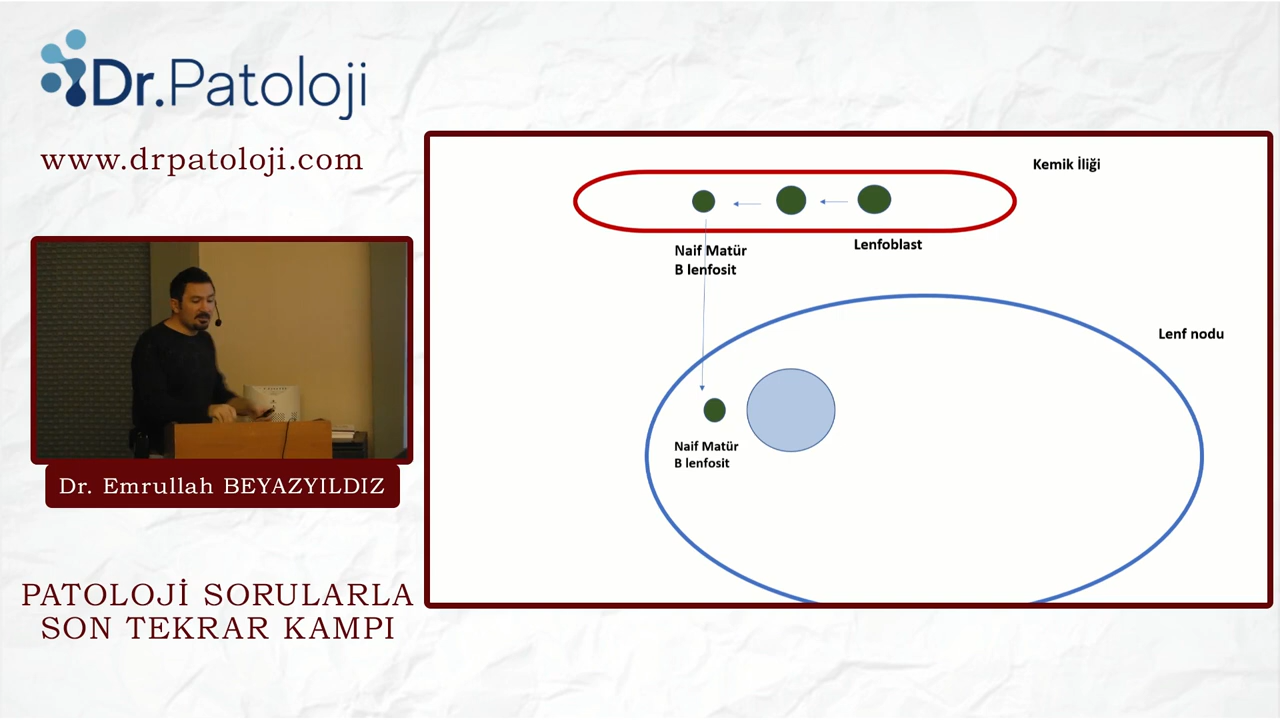 Dr.Patoloji
www.drpatoloji.com
Dr. Emrullah BEYAZYILDIZ
PATOLOJİ SORULARLA
SON TEKRAR KAMPI
Kemik İliği
Naif Matür
B lenfosit
Lenfoblast
Lenf nodu
Naif Matür
B lenfosit